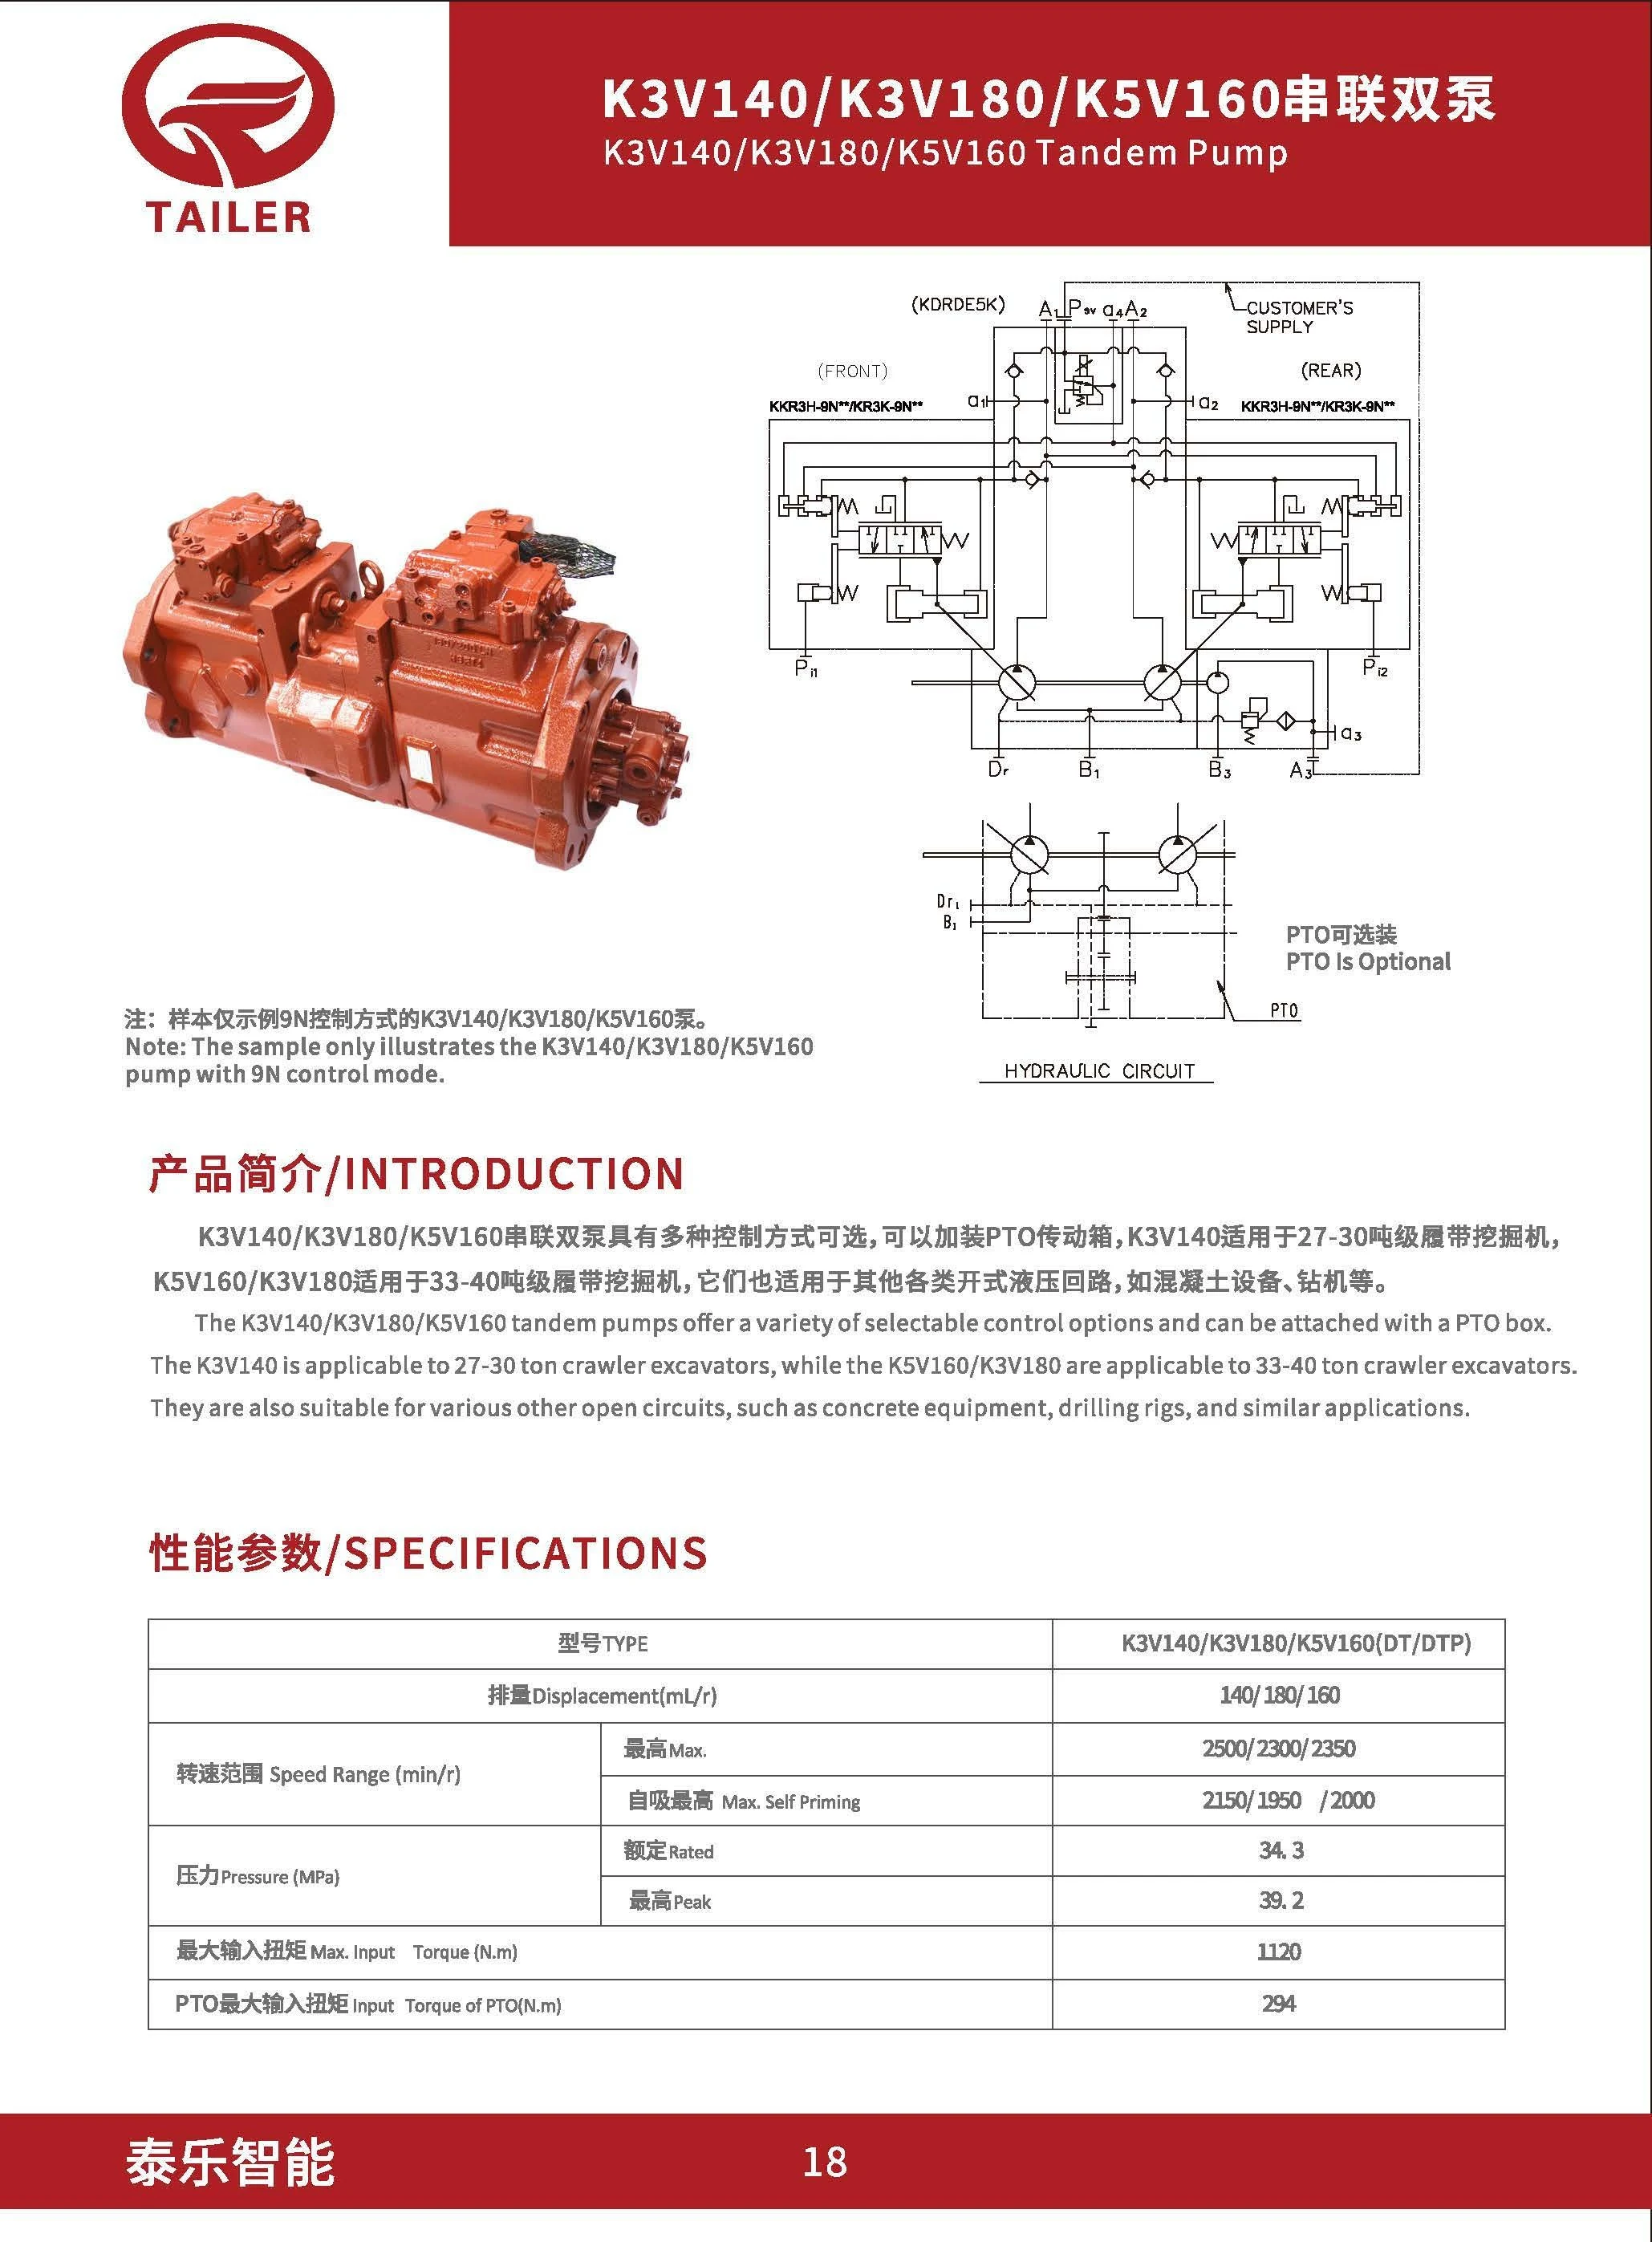 TAILER
K3V140/K3V180/K5V160串联双泵
K3V140/K3V180/K5V160 Tandem Pump
(KDRDE5K)
A1 Psv a4 A2
CUSTOMER'S
SUPPLY
(FRONT)
(REAR)
KKR3H-9N**/KR3K-9N**
a1
a2
KKR3H-9N**/KR3K-9N**
Pi1
Pi2
a3
Dr
B1
B3
A3
Dr1
B1
PTO可选装
PTO Is Optional
PTO
HYDRAULIC CIRCUIT
注：样本仅示例9N控制方式的K3V140/K3V180/K5V160泵。
Note: The sample only illustrates the K3V140/K3V180/K5V160
pump with 9N control mode.
产品简介/INTRODUCTION
K3V140/K3V180/K5V160串联双泵具有多种控制方式可选，可以加装PTO传动箱，K3V140适用于27-30吨级履带挖掘机，
K5V160/K3V180适用于33-40吨级履带挖掘机，它们也适用于其他各类开式液压回路，如混凝土设备、钻机等。
The K3V140/K3V180/K5V160 tandem pumps offer a variety of selectable control options and can be attached with a PTO box.
The K3V140 is applicable to 27-30 ton crawler excavators, while the K5V160/K3V180 are applicable to 33-40 ton crawler excavators.
They are also suitable for various other open circuits, such as concrete equipment, drilling rigs, and similar applications.
性能参数/SPECIFICATIONS
型号TYPE
K3V140/K3V180/K5V160(DT/DTP)
排量Displacement(mL/r)
140/180/160
转速范围 Speed Range (min/r)
最高Max.
2500/2300/2350
自吸最高 Max. Self Priming
2150/1950 /2000
压力Pressure (MPa)
额定Rated
34.3
最高Peak
39.2
最大输入扭矩 Max. Input Torque (N.m)
1120
PTO最大输入扭矩 Input Torque of PTO(N.m)
294
泰乐智能
18